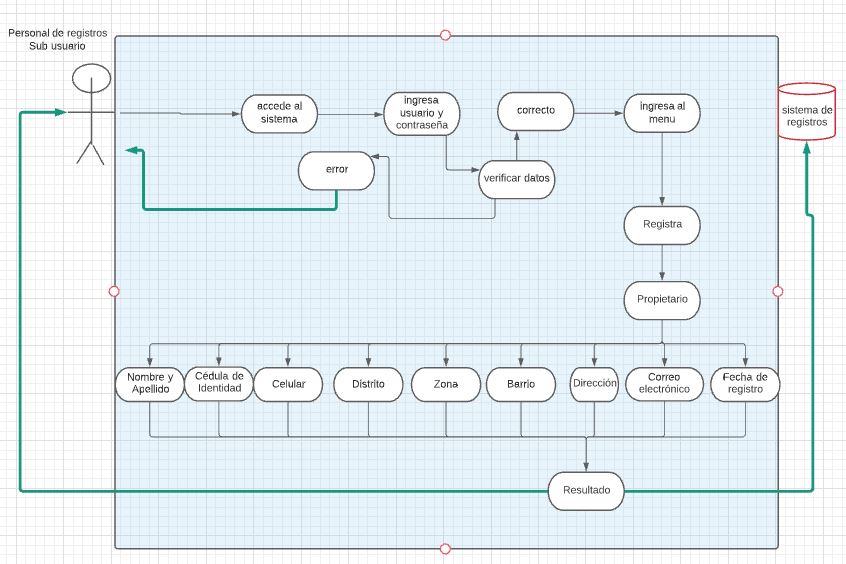 Personal de registros
Sub usuario
accede al
sistema
ingresa
usuario y
contraseña
correcto
ingresa al
menu
sistema de
registros
error
verificar datos
Registra
Propietario
Nombre y
Apellido
Cédula de
Identidad
Celular
Distrito
Zona
Barrio
Dirección
Correo
electrónico
Fecha de
registro
Resultado